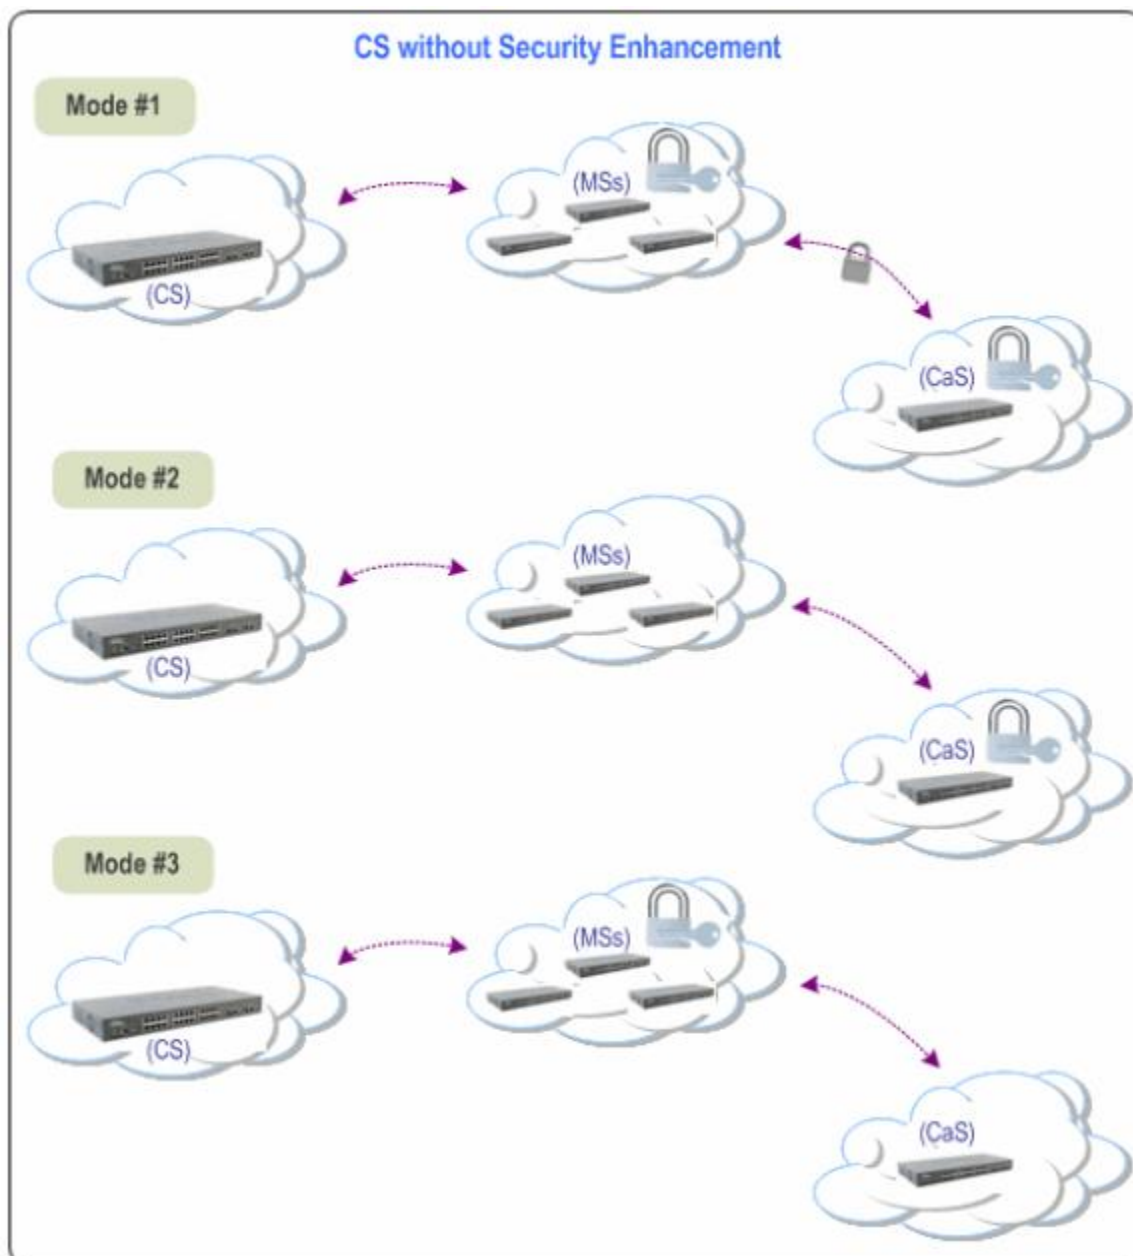 CS without Security Enhancement
Mode #1
(MSs)
(CS)
(CaS)
Mode #2
(MSs)
(CS)
(CaS)
Mode #3
(MSs)
(CS)
(CaS)